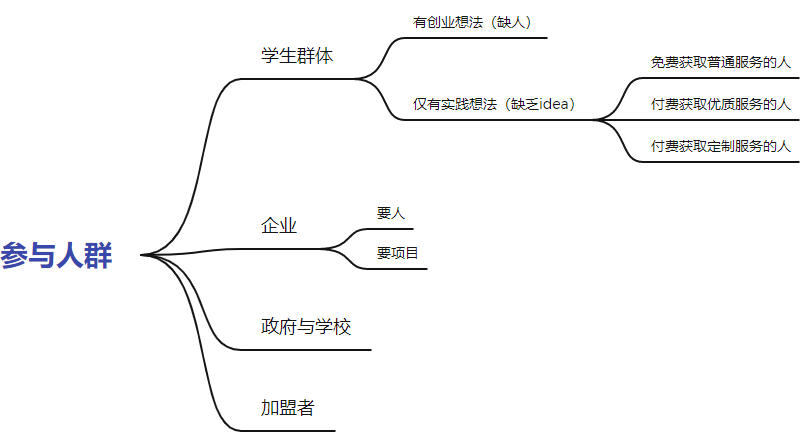 参与人群
学生群体
有创业想法（缺人）
仅有实践想法（缺乏idea）
免费获取普通服务的人
付费获取优质服务的人
付费获取定制服务的人
企业
要人
要项目
政府与学校
加盟者